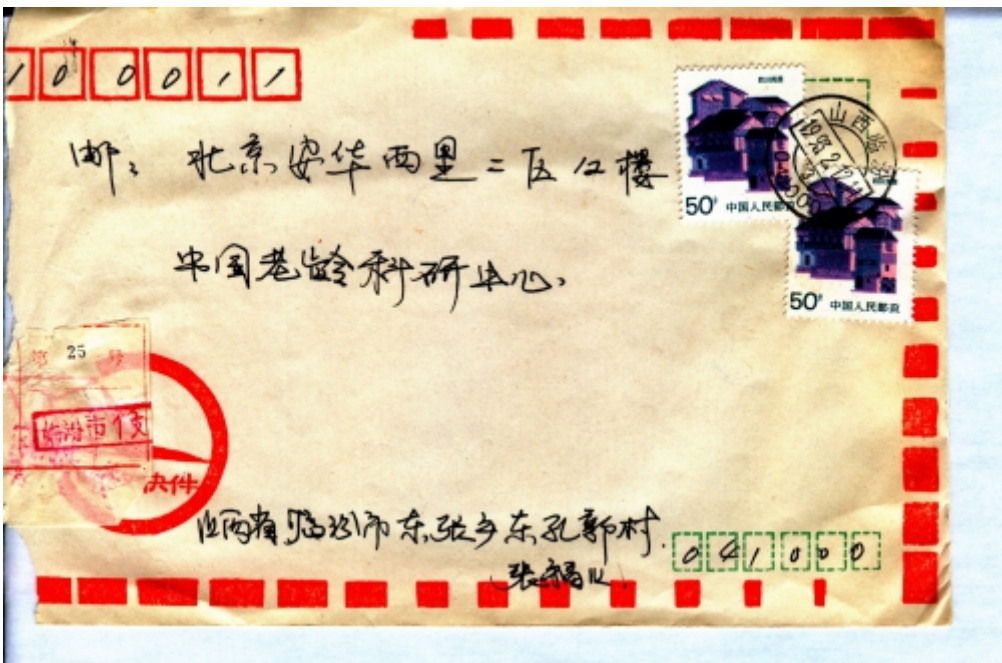 100011
邮：北京安华西里二区12楼
中国老龄科研中心。
四川民居
50分 中国人民邮政
50分 中国人民邮政
山西临汾
第 25 号
临汾市
快件
山西省临汾市东张乡东孔郭村.
张福
041000